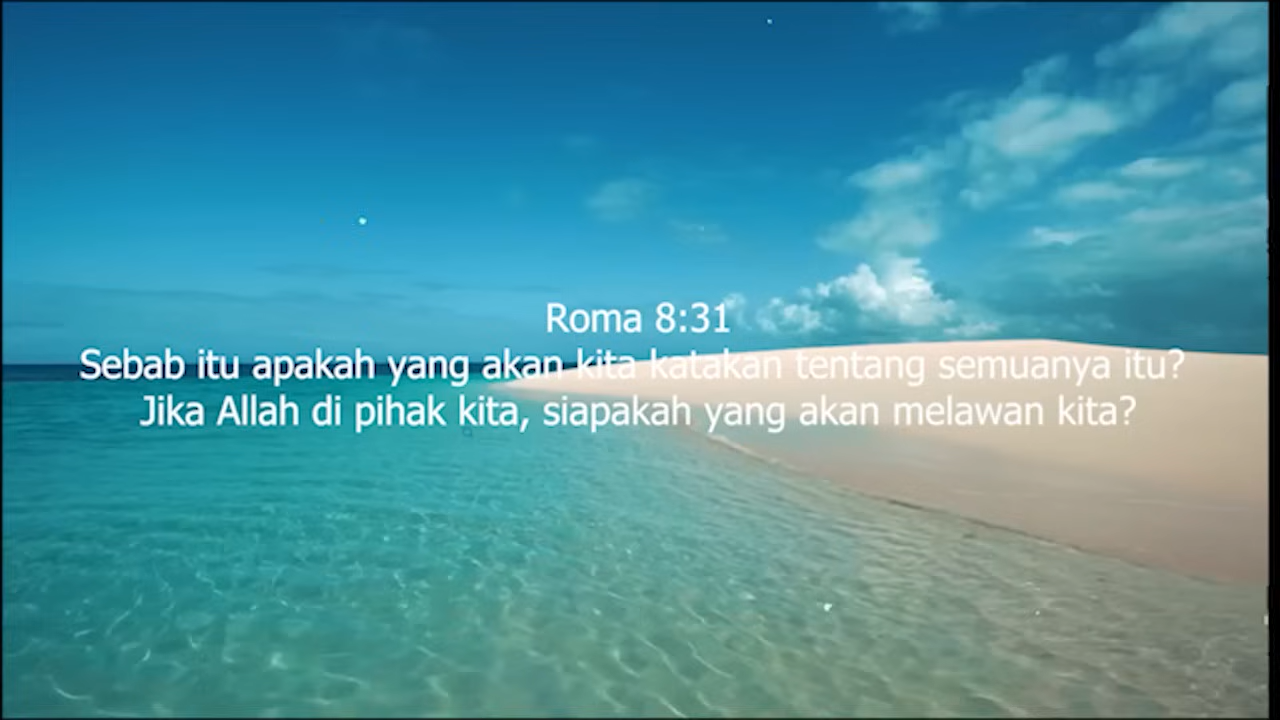 Roma 8:31
Sebab itu apakah yang akan kita katakan tentang semuanya itu?
Jika Allah di pihak kita, siapakah yang akan melawan kita?